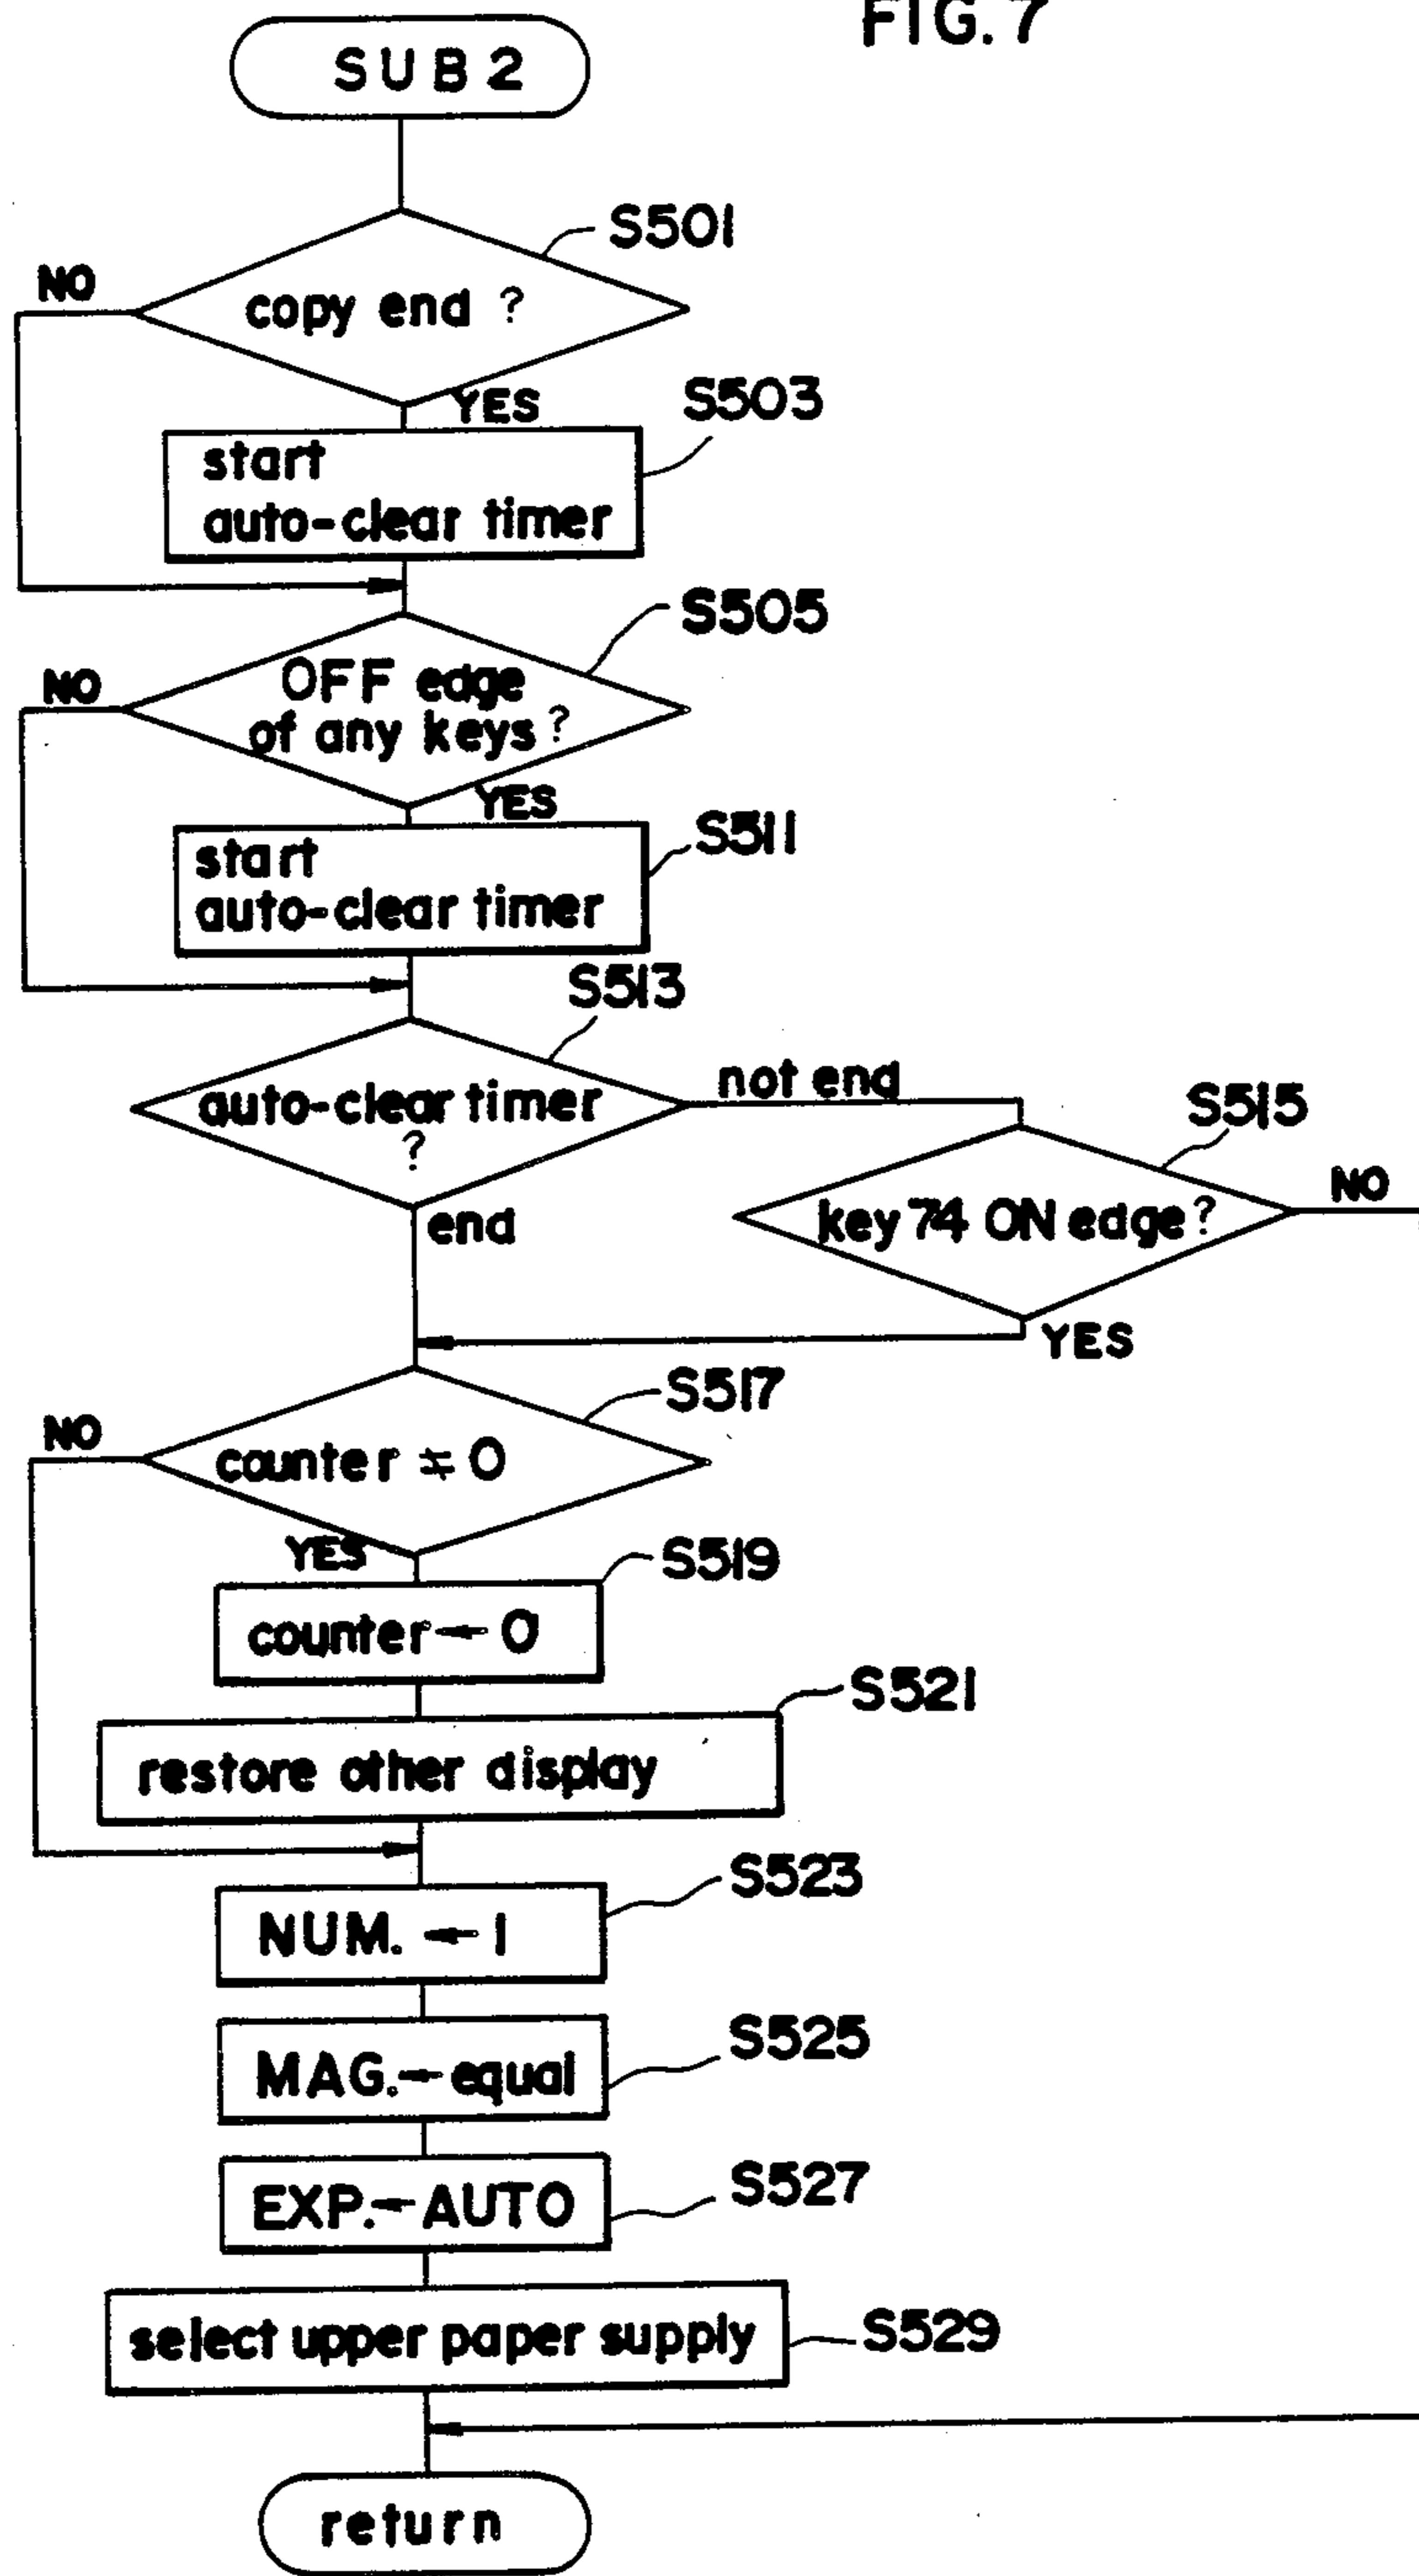 FIG. 7
SUB 2
S501
NO
copy end ?
YES
S503
start
auto-clear timer
S505
NO
OFF edge
of any keys ?
YES
S511
start
auto-clear timer
S513
auto-clear timer
?
not end
end
S515
key 74 ON edge ?
NO
YES
S517
NO
counter ≠ 0
YES
S519
counter ← 0
S521
restore other display
S523
NUM. ← 1
S525
MAG. ← equal
S527
EXP. ← AUTO
select upper paper supply
S529
return